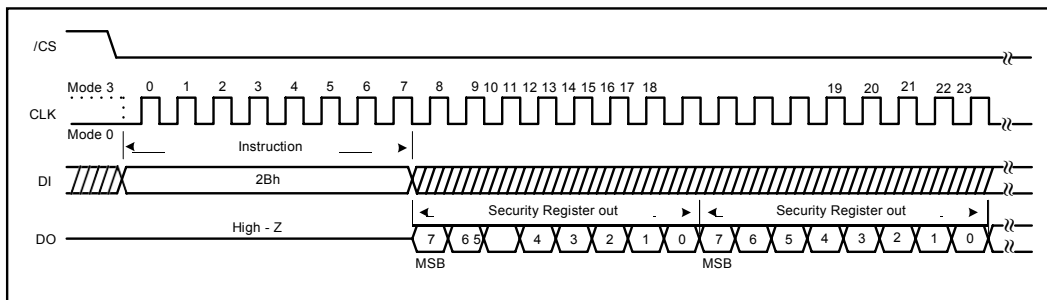 /CS
Mode 3
0 1 2 3 4 5 6 7 8 9 10 11 12 13 14 15 16 17 18 19 20 21 22 23
CLK
Mode 0
Instruction
DI
2Bh
Security Register out
Security Register out
High - Z
DO
7 6 5 4 3 2 1 0 7 6 5 4 3 2 1 0
MSB
MSB